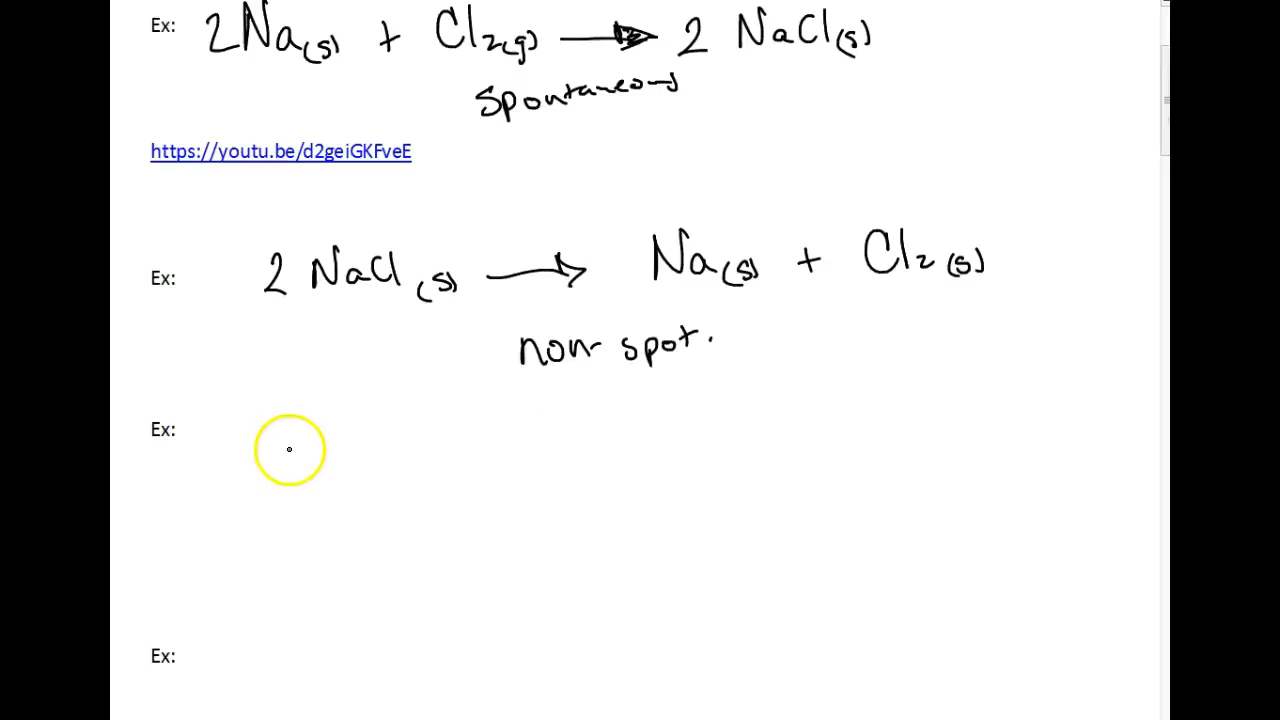 Ex: 2Na(s) + Cl2(g) → 2 NaCl(s)
spontaneous
https://youtu.be/d2geiGKFveE
Ex: 2 NaCl(s) → Na(s) + Cl2(s)
non-spot.
Ex:
Ex: